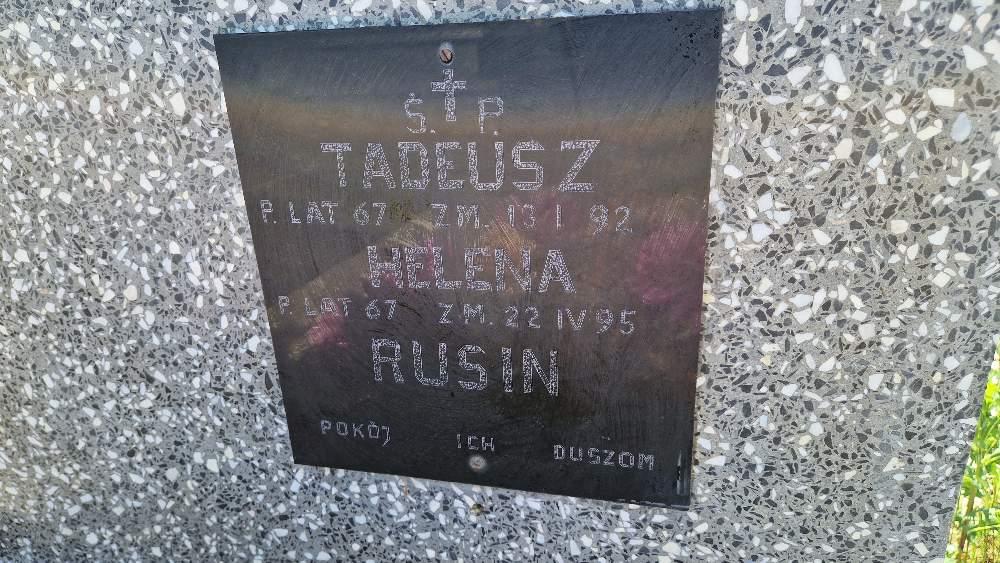 Ś. P.
TADEUSZ
P. LAT 67 ZM. 13 I 92
HELENA
P. LAT 67 ZM. 22 IV 95
RUSIN
POKÓJ ICH DUSZOM